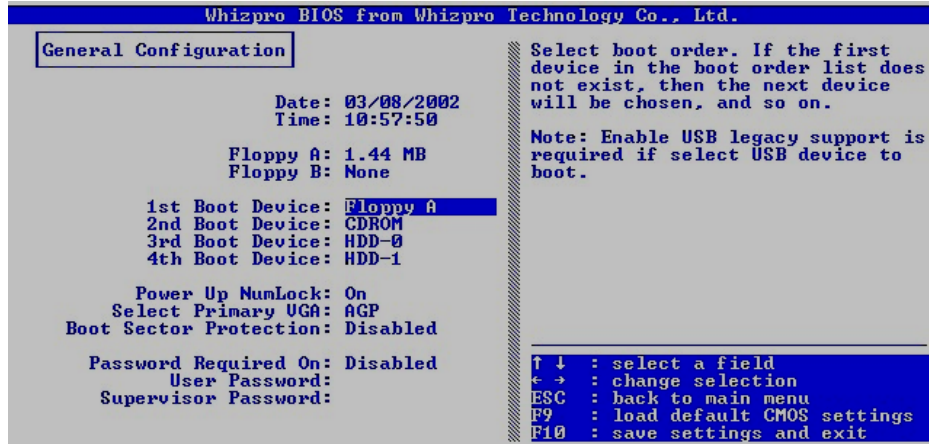 Whizpro BIOS from Whizpro Technology Co., Ltd.
General Configuration
Date: 03/08/2002
Time: 10:57:50
Floppy A: 1.44 MB
Floppy B: None
1st Boot Device: Floppy A
2nd Boot Device: CDROM
3rd Boot Device: HDD-0
4th Boot Device: HDD-1
Power Up NumLock: On
Select Primary VGA: AGP
Boot Sector Protection: Disabled
Password Required On: Disabled
User Password:
Supervisor Password:
Select boot order. If the first
device in the boot order list does
not exist, then the next device
will be chosen, and so on.
Note: Enable USB legacy support is
required if select USB device to
boot.
↑ ↓ : select a field
← → : change selection
ESC : back to main menu
F9 : load default CMOS settings
F10 : save settings and exit